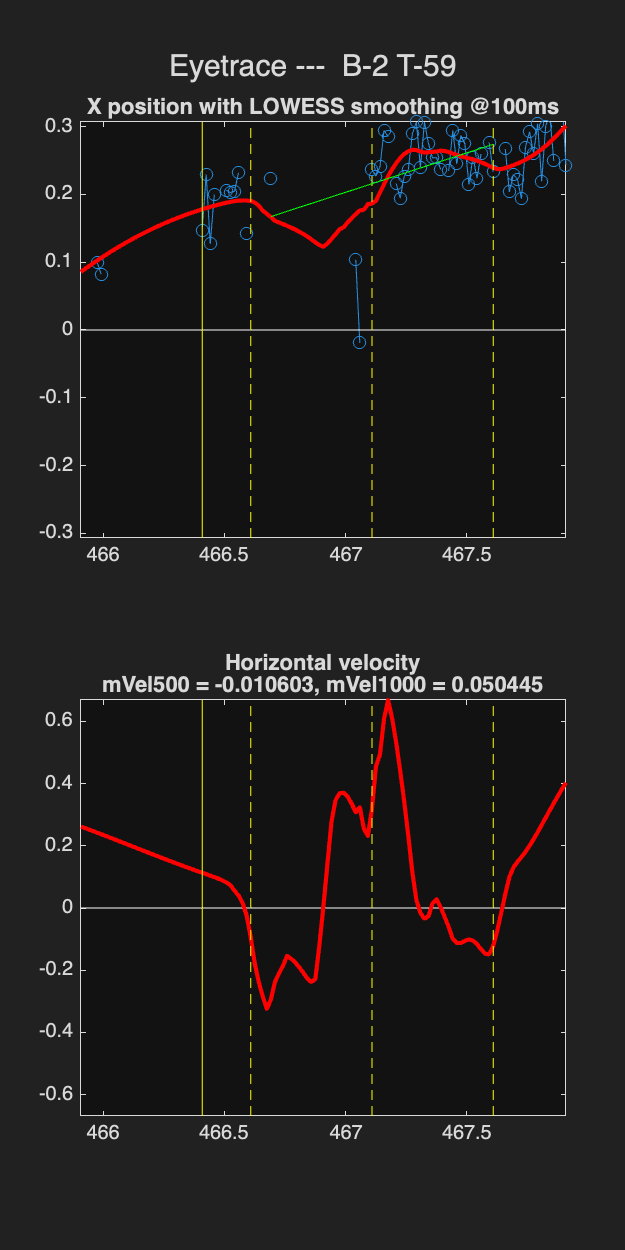 Eyetrace ---  B-2 T-59
X position with LOWESS smoothing @100ms
0.3
0.2
0.1
0
-0.1
-0.2
-0.3
466 466.5 467 467.5
Horizontal velocity
mVel500 = -0.010603, mVel1000 = 0.050445
0.6
0.4
0.2
0
-0.2
-0.4
-0.6
466 466.5 467 467.5